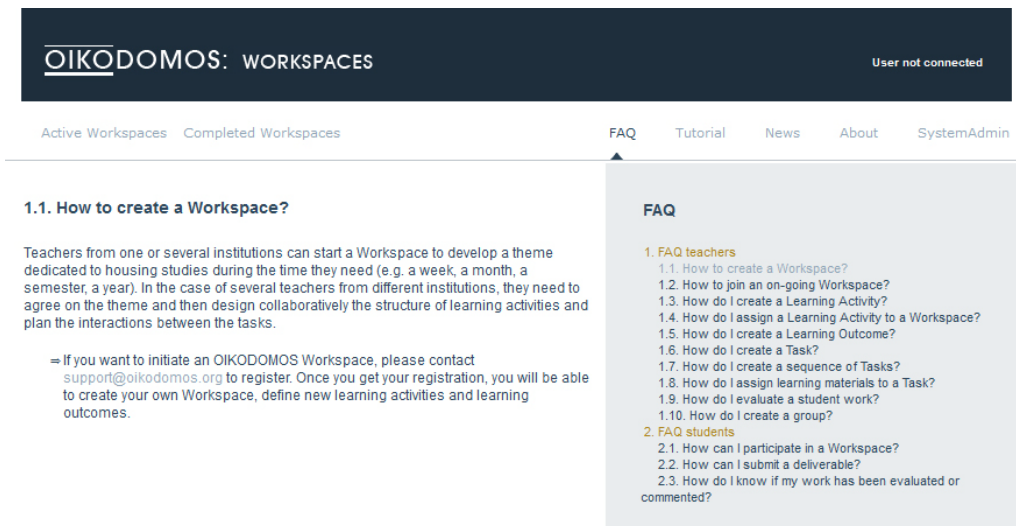 OIKODOMOS: WORKSPACES
User not connected
Active Workspaces Completed Workspaces
FAQ Tutorial News About SystemAdmin
1.1. How to create a Workspace?
Teachers from one or several institutions can start a Workspace to develop a theme
dedicated to housing studies during the time they need (e.g. a week, a month, a
semester, a year). In the case of several teachers from different institutions, they need to
agree on the theme and then design collaboratively the structure of learning activities and
plan the interactions between the tasks.
⇒ If you want to initiate an OIKODOMOS Workspace, please contact
support@oikodomos.org to register. Once you get your registration, you will be able
to create your own Workspace, define new learning activities and learning
outcomes.
FAQ
1. FAQ teachers
1.1. How to create a Workspace?
1.2. How to join an on-going Workspace?
1.3. How do I create a Learning Activity?
1.4. How do I assign a Learning Activity to a Workspace?
1.5. How do I create a Learning Outcome?
1.6. How do I create a Task?
1.7. How do I create a sequence of Tasks?
1.8. How do I assign learning materials to a Task?
1.9. How do I evaluate a student work?
1.10. How do I create a group?
2. FAQ students
2.1. How can I participate in a Workspace?
2.2. How can I submit a deliverable?
2.3. How do I know if my work has been evaluated or
commented?